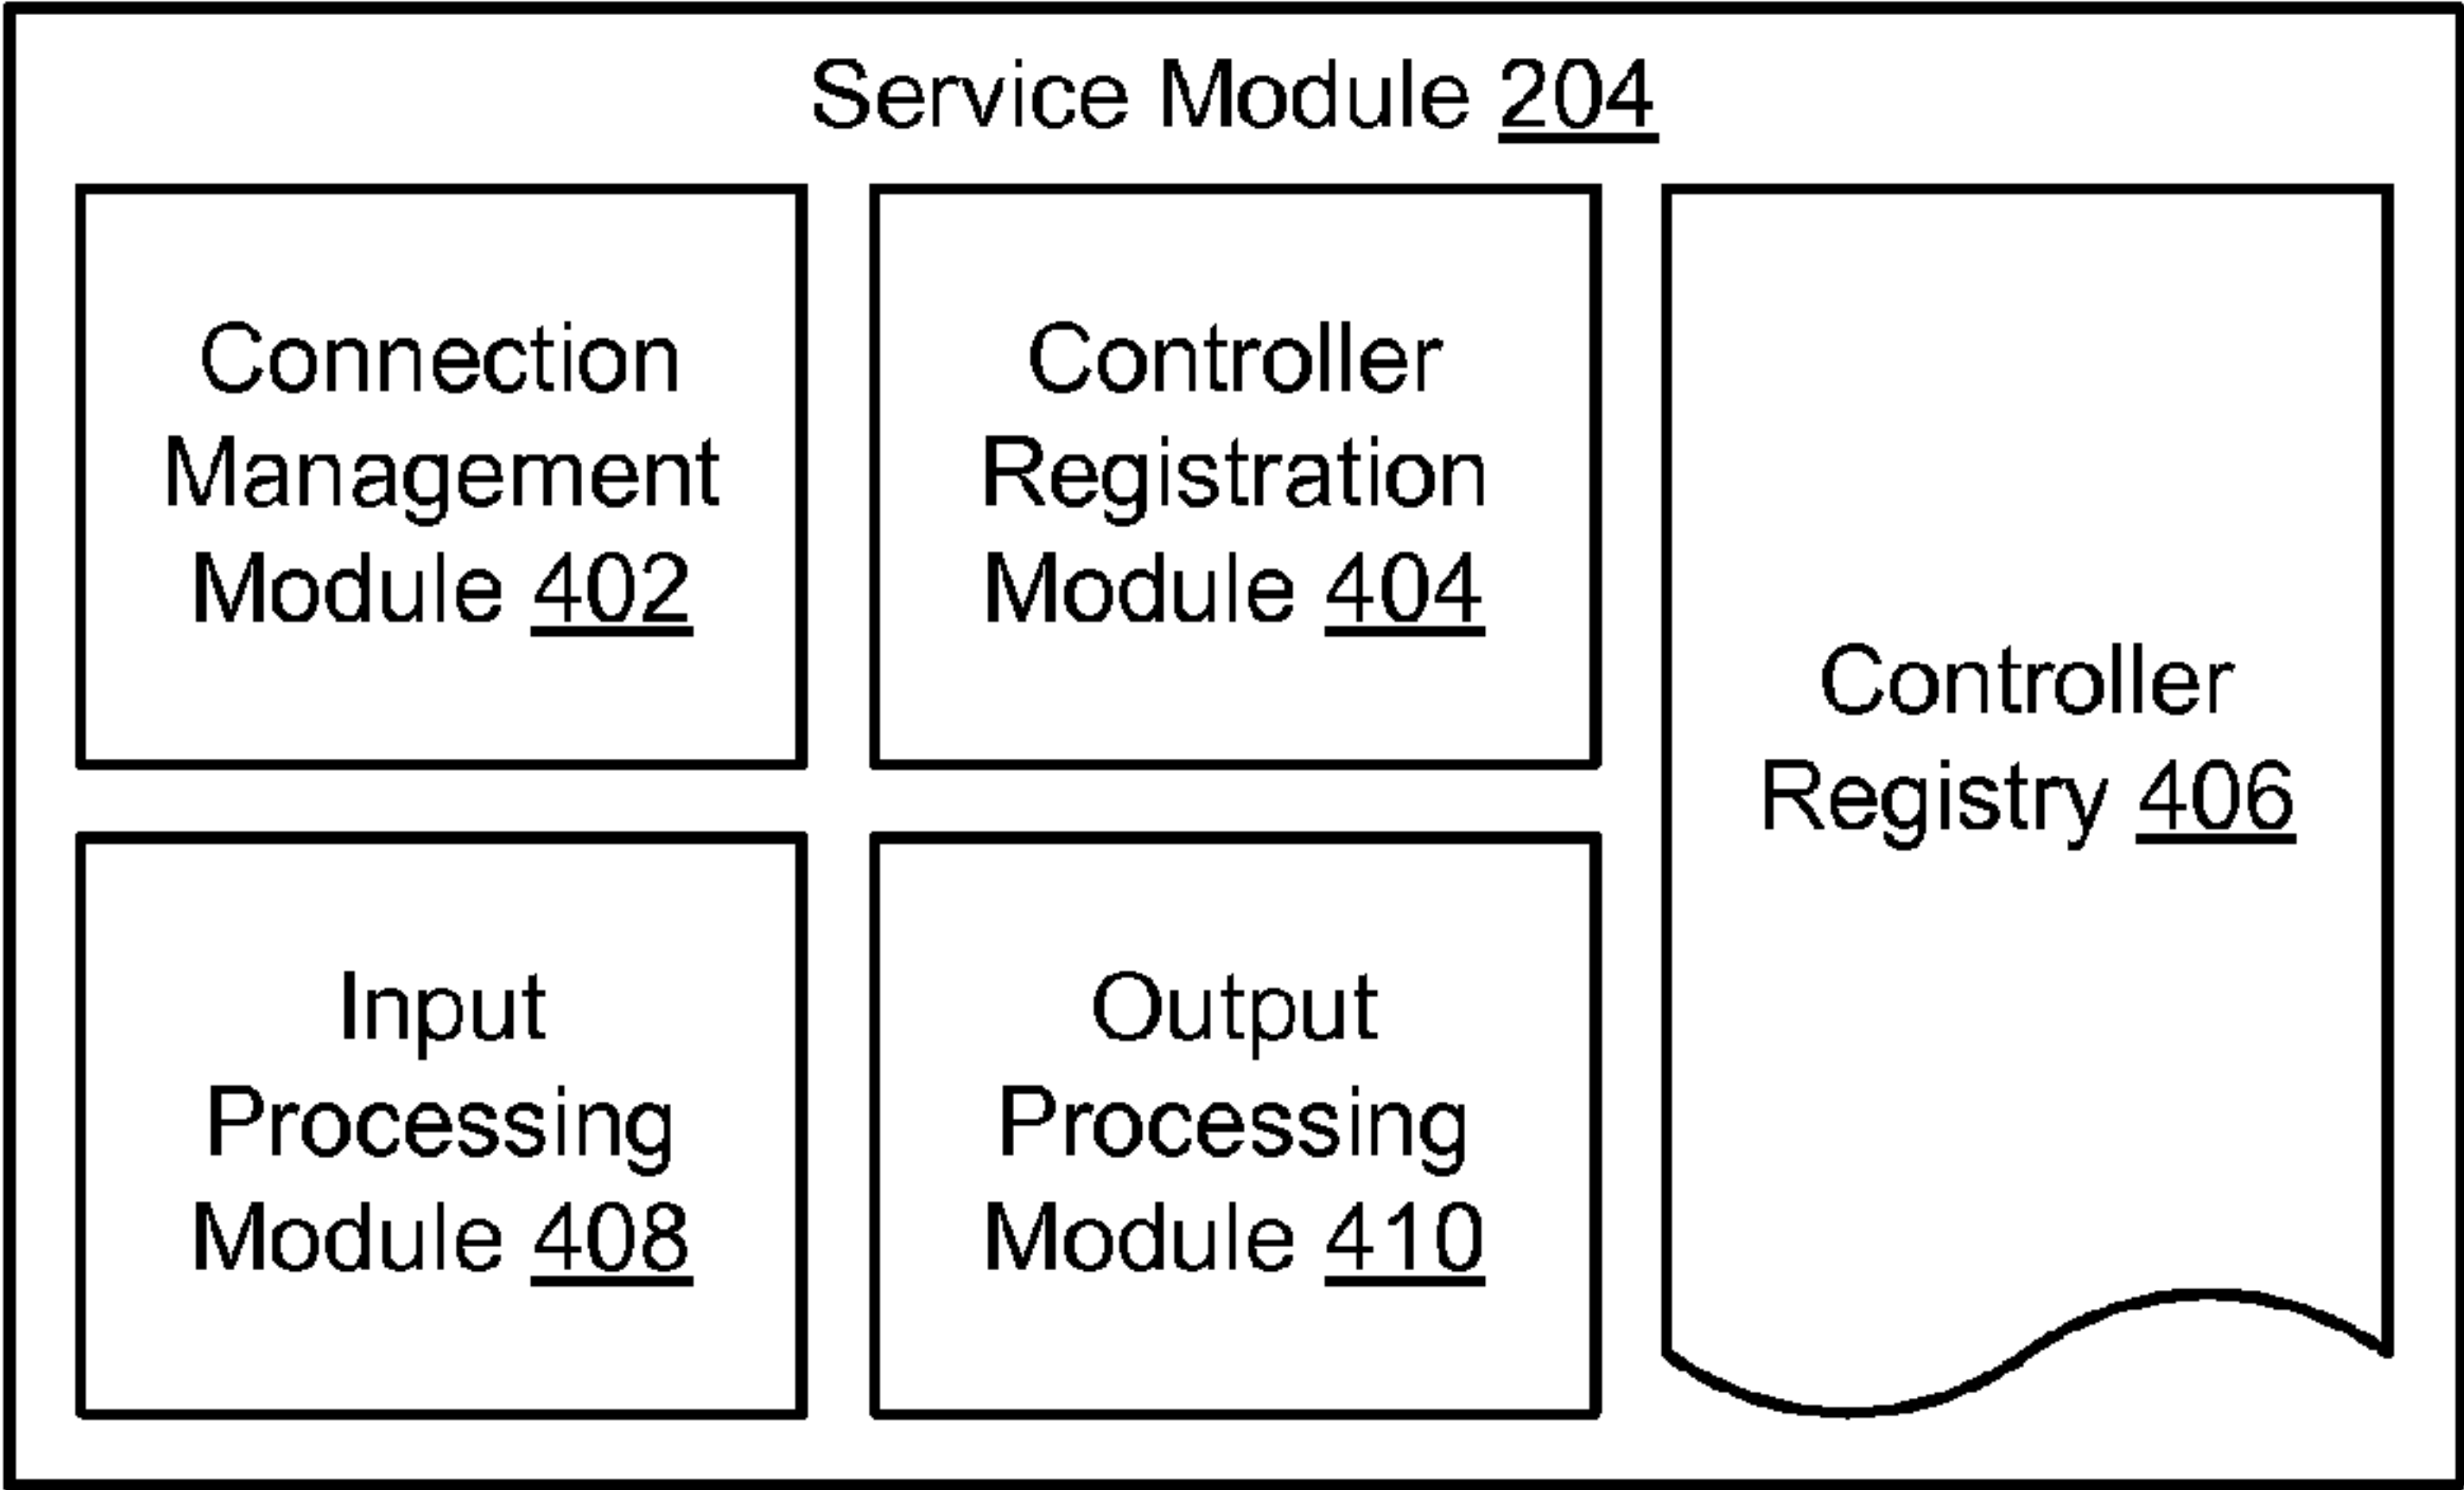 Service Module 204
Connection
Management
Module 402
Controller
Registration
Module 404
Controller
Registry 406
Input
Processing
Module 408
Output
Processing
Module 410